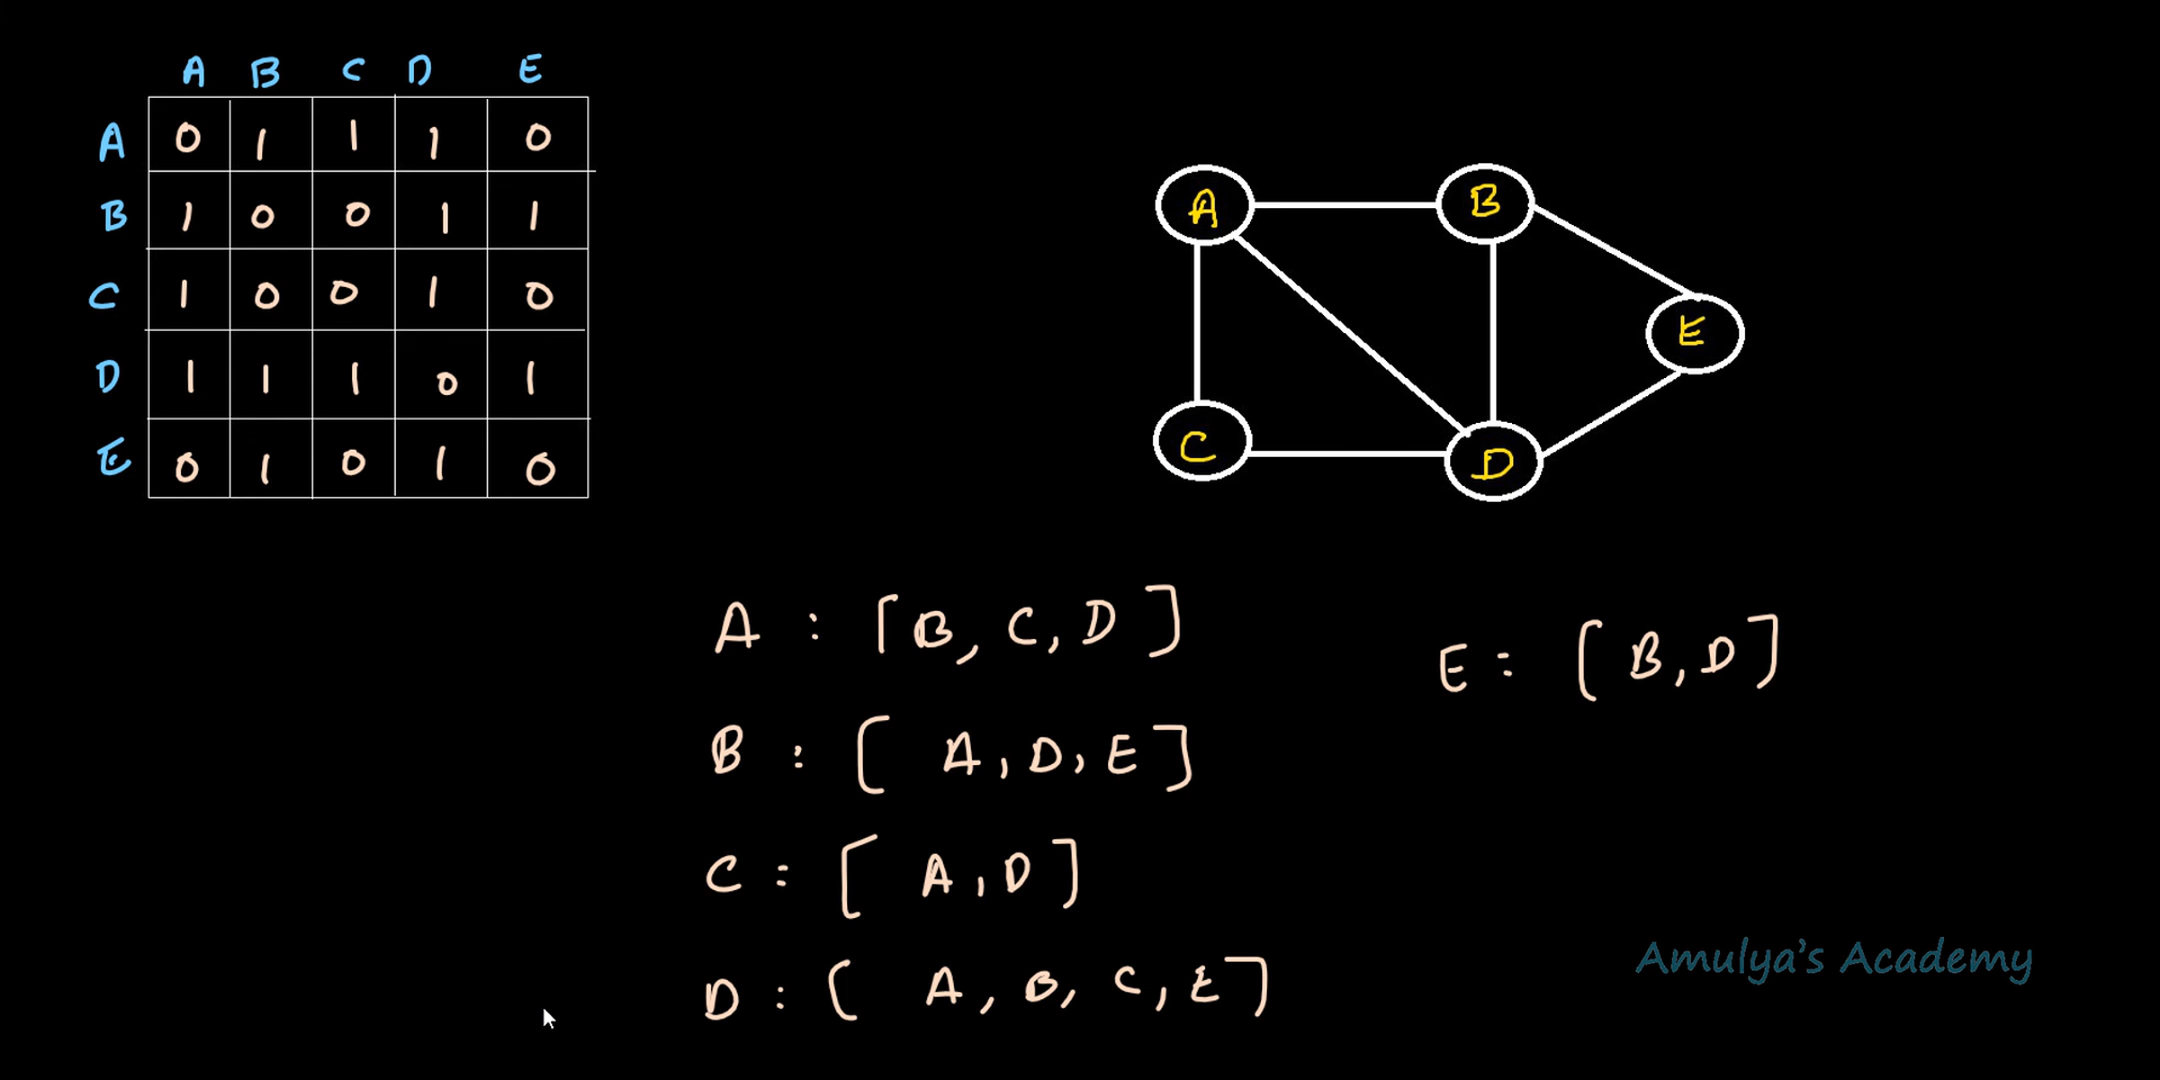 A B C D E
A 0 1 1 1 0
B 1 0 0 1 1
C 1 0 0 1 0
D 1 1 1 0 1
E 0 1 0 1 0
A B
E
C D
A : [B, C, D]
E : [B, D]
B : [A, D, E]
C : [A, D]
D : [A, B, C, E]
Amulya's Academy